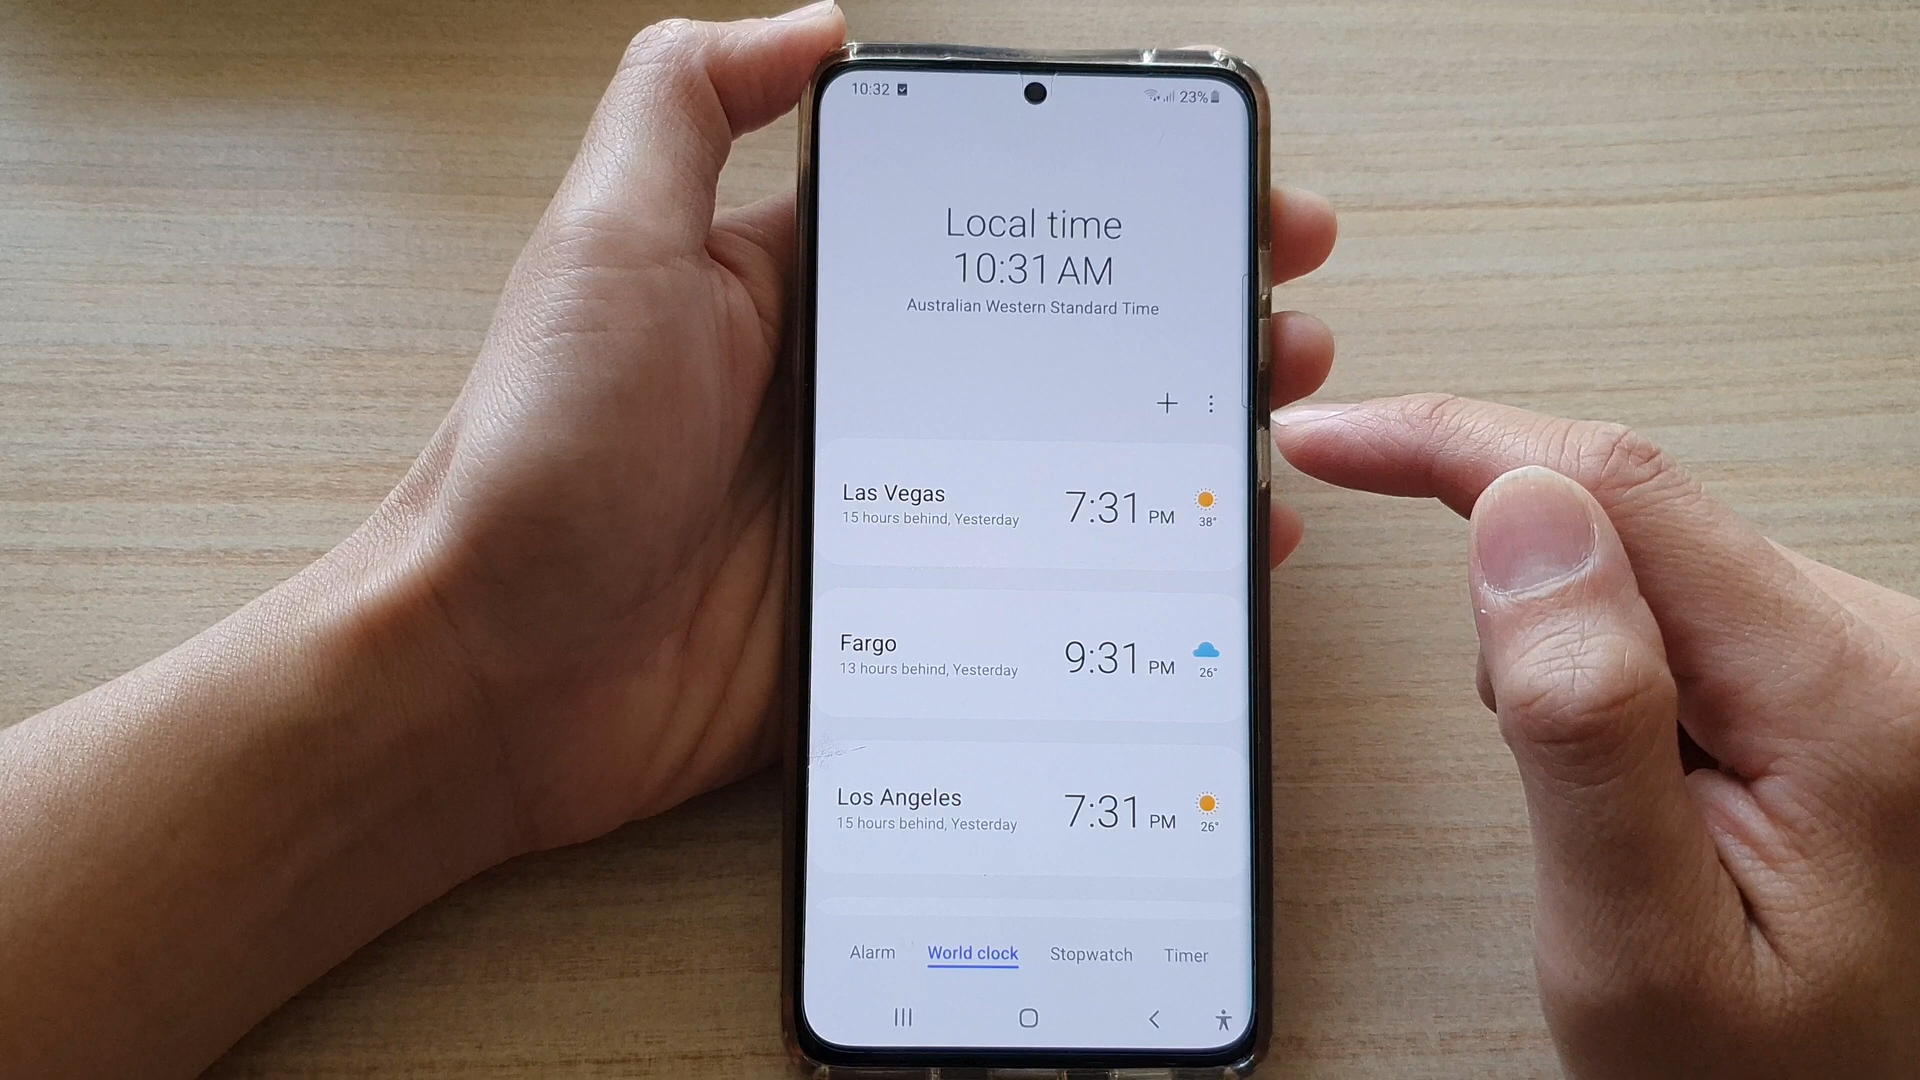 10:32
23%
Local time
10:31 AM
Australian Western Standard Time
Las Vegas
15 hours behind, Yesterday
7:31 PM
38°
Fargo
13 hours behind, Yesterday
9:31 PM
26°
Los Angeles
15 hours behind, Yesterday
7:31 PM
26°
Alarm World clock Stopwatch Timer